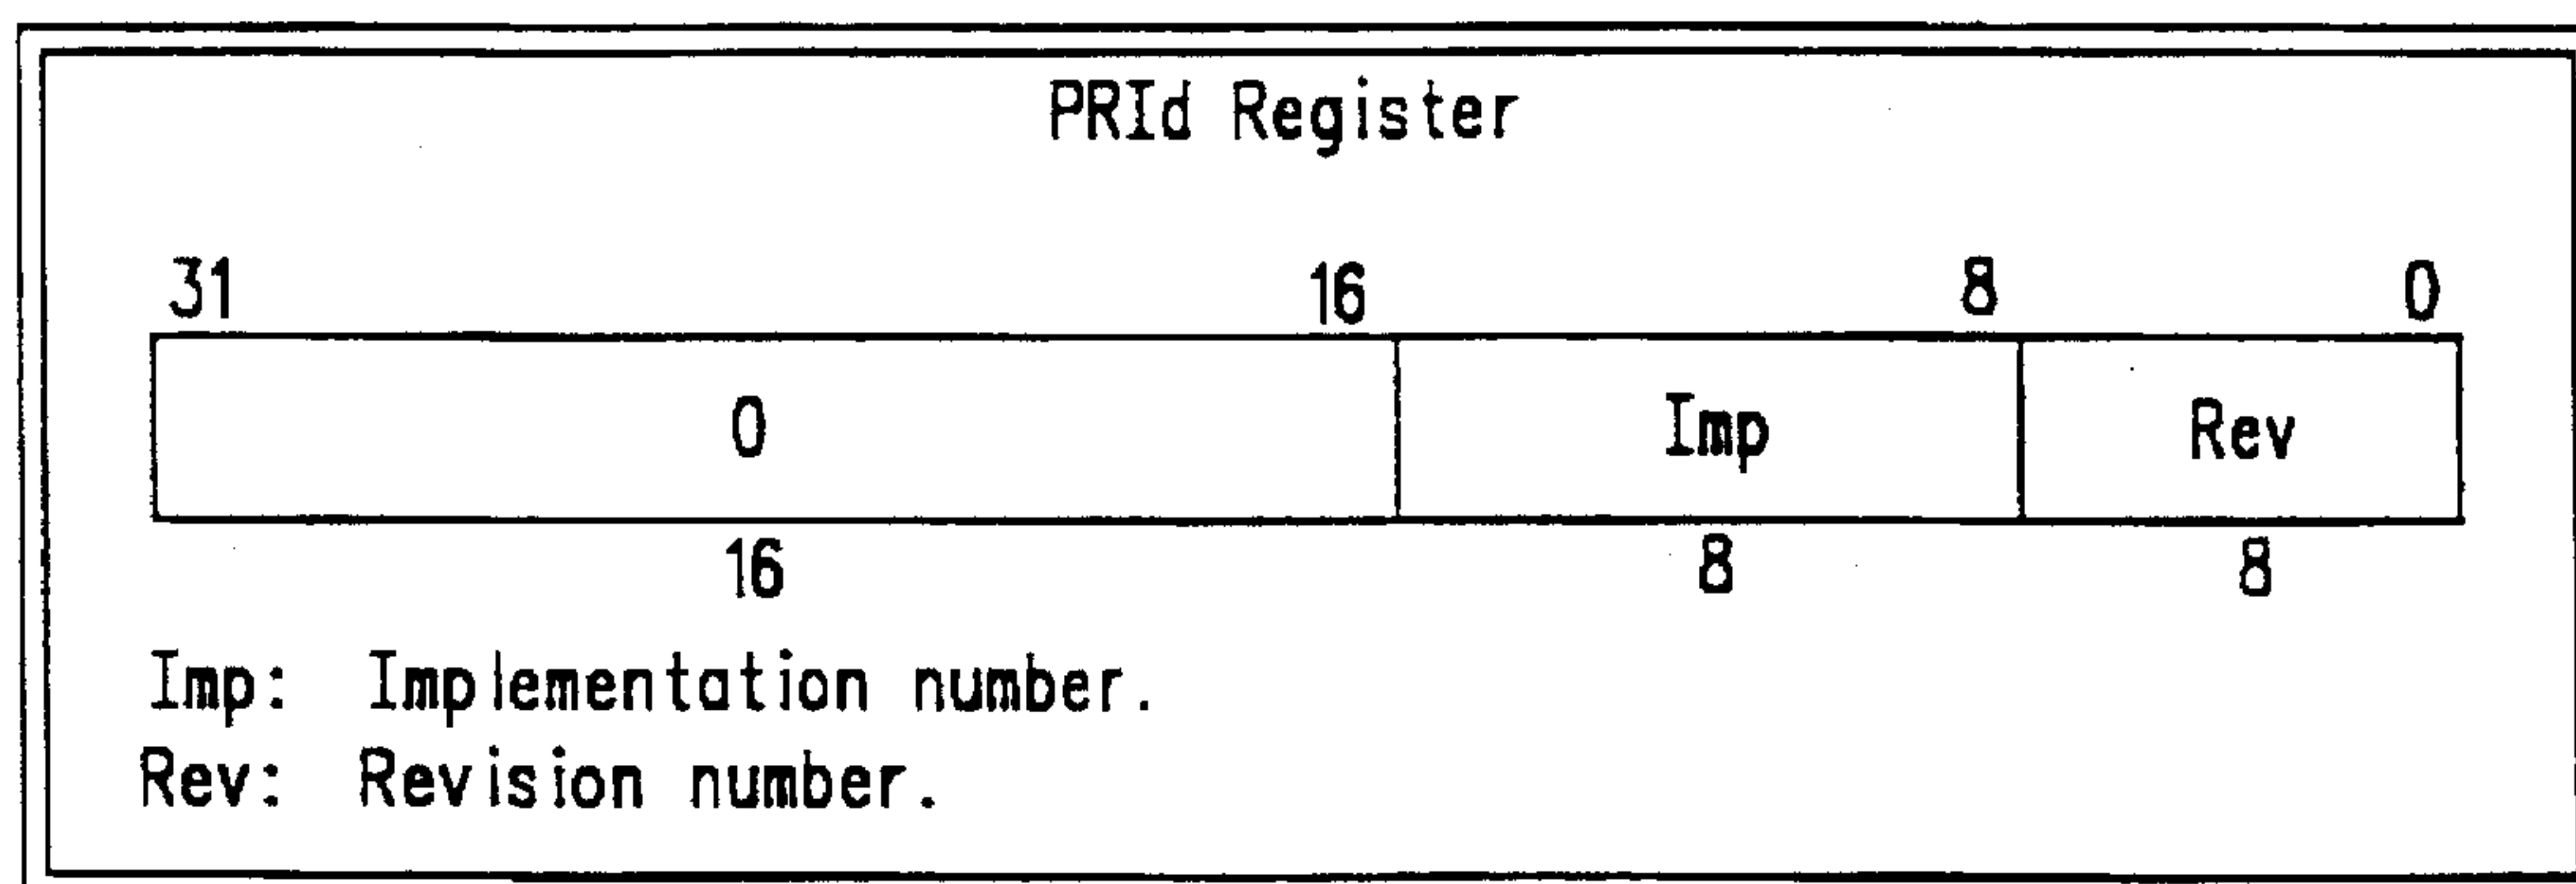 PRId Register
31 16 8 0
0 Imp Rev
16 8 8
Imp: Implementation number.
Rev: Revision number.